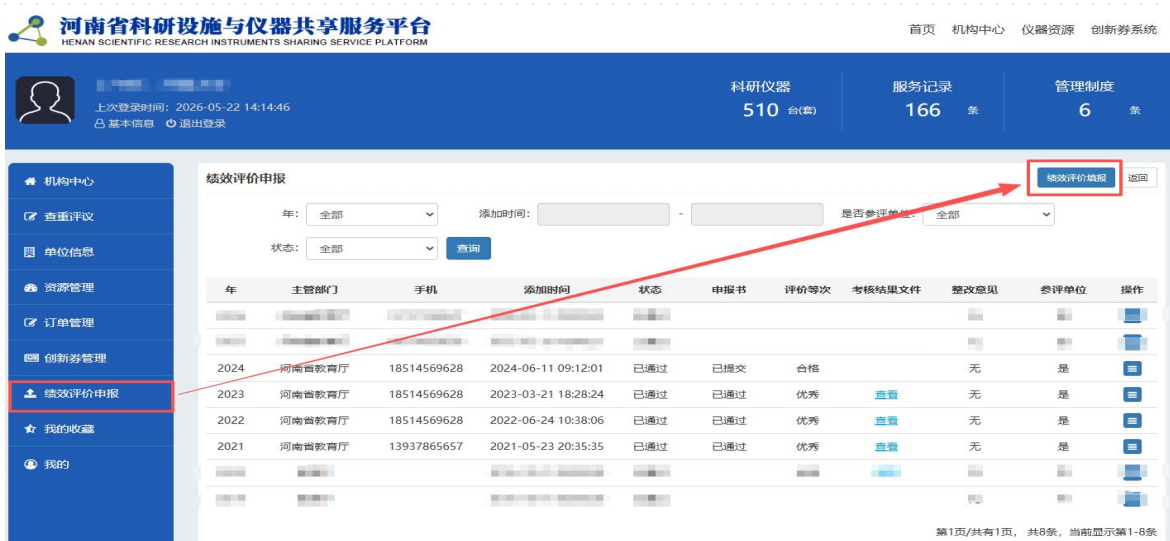 河南省科研设施与仪器共享服务平台
HENAN SCIENTIFIC RESEARCH INSTRUMENTS SHARING SERVICE PLATFORM
首页 机构中心 仪器资源 创新券系统
上次登录时间：2026-05-22 14:14:46
基本信息 退出登录
科研仪器 服务记录 管理制度
510 台(套) 166 条 6 条
机构中心
查重评议
单位信息
资源管理
订单管理
创新券管理
绩效评价申报
我的收藏
我的
绩效评价申报 绩效评价填报 返回
年： 全部 添加时间： - 是否参评单位： 全部
状态： 全部 查询
年 主管部门 手机 添加时间 状态 申报书 评价等次 考核结果文件 整改意见 参评单位 操作
2024 河南省教育厅 18514569628 2024-06-11 09:12:01 已通过 已提交 合格 无 是
2023 河南省教育厅 18514569628 2023-03-21 18:28:24 已通过 已通过 优秀 查看 无 是
2022 河南省教育厅 18514569628 2022-06-24 10:38:06 已通过 已通过 优秀 查看 无 是
2021 河南省教育厅 13937865657 2021-05-23 20:35:35 已通过 已通过 优秀 查看 无 是
第1页/共有1页， 共8条，当前显示第1-8条